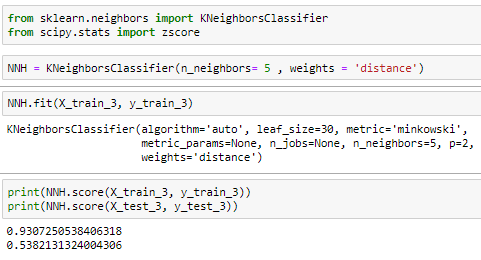 from sklearn.neighbors import KNeighborsClassifier
from scipy.stats import zscore
NNH = KNeighborsClassifier(n_neighbors= 5 , weights = 'distance')
NNH.fit(X_train_3, y_train_3)
KNeighborsClassifier(algorithm='auto', leaf_size=30, metric='minkowski',
metric_params=None, n_jobs=None, n_neighbors=5, p=2,
weights='distance')
print(NNH.score(X_train_3, y_train_3))
print(NNH.score(X_test_3, y_test_3))
0.9307250538406318
0.5382131324004306